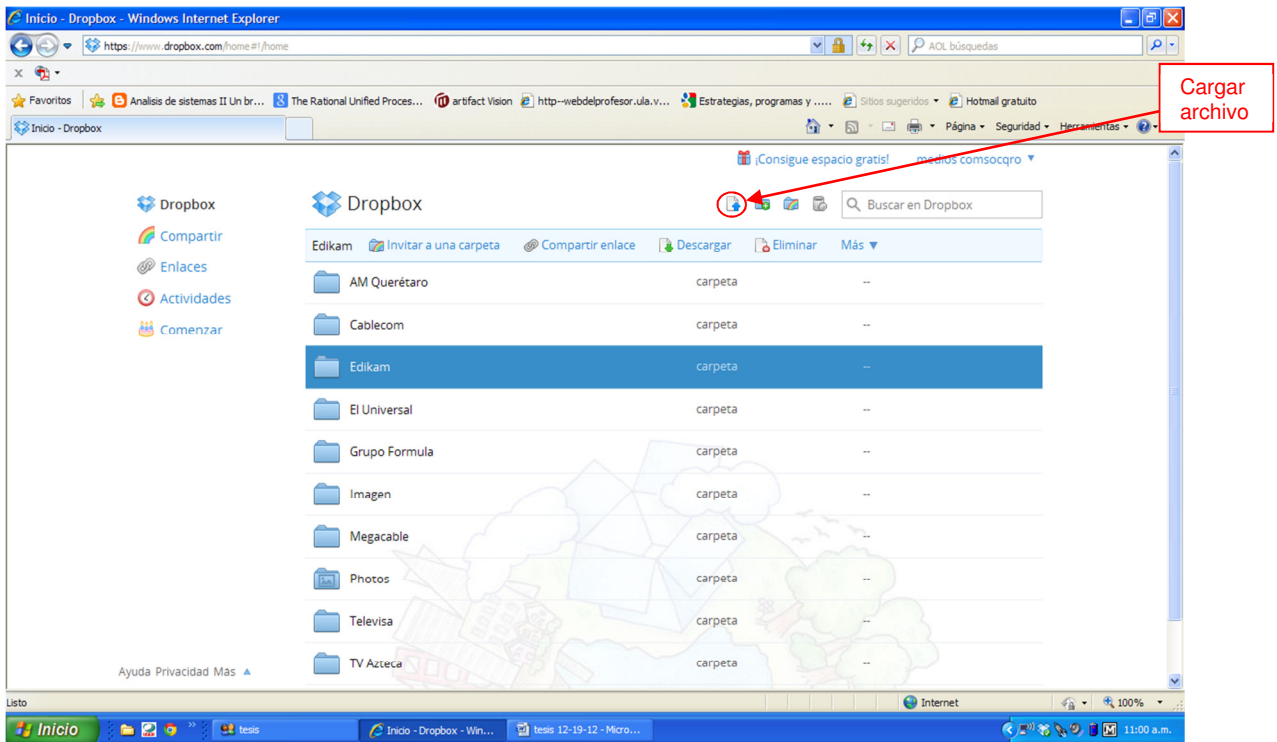 Inicio - Dropbox - Windows Internet Explorer
https://www.dropbox.com/home#!/home
AOL búsquedas
x
Favoritos Analisis de sistemas II Un br... The Rational Unified Proces... artifact Vision http--webdelprofesor.ula.v... Estrategias, programas y ..... Sitios sugeridos Hotmail gratuito
Cargar
archivo
Inicio - Dropbox Página Seguridad Herramientas
¡Consigue espacio gratis! medios comsocqro
Dropbox
Compartir
Enlaces
Actividades
Comenzar
Dropbox Buscar en Dropbox
Edikam Invitar a una carpeta Compartir enlace Descargar Eliminar Más
AM Querétaro carpeta --
Cablecom carpeta --
Edikam carpeta --
El Universal carpeta --
Grupo Formula carpeta --
Imagen carpeta --
Megacable carpeta --
Photos carpeta --
Televisa carpeta --
TV Azteca carpeta --
Ayuda Privacidad Más
Listo Internet 100%
Inicio tesis Inicio - Dropbox - Win... tesis 12-19-12 - Micro... 11:00 a.m.